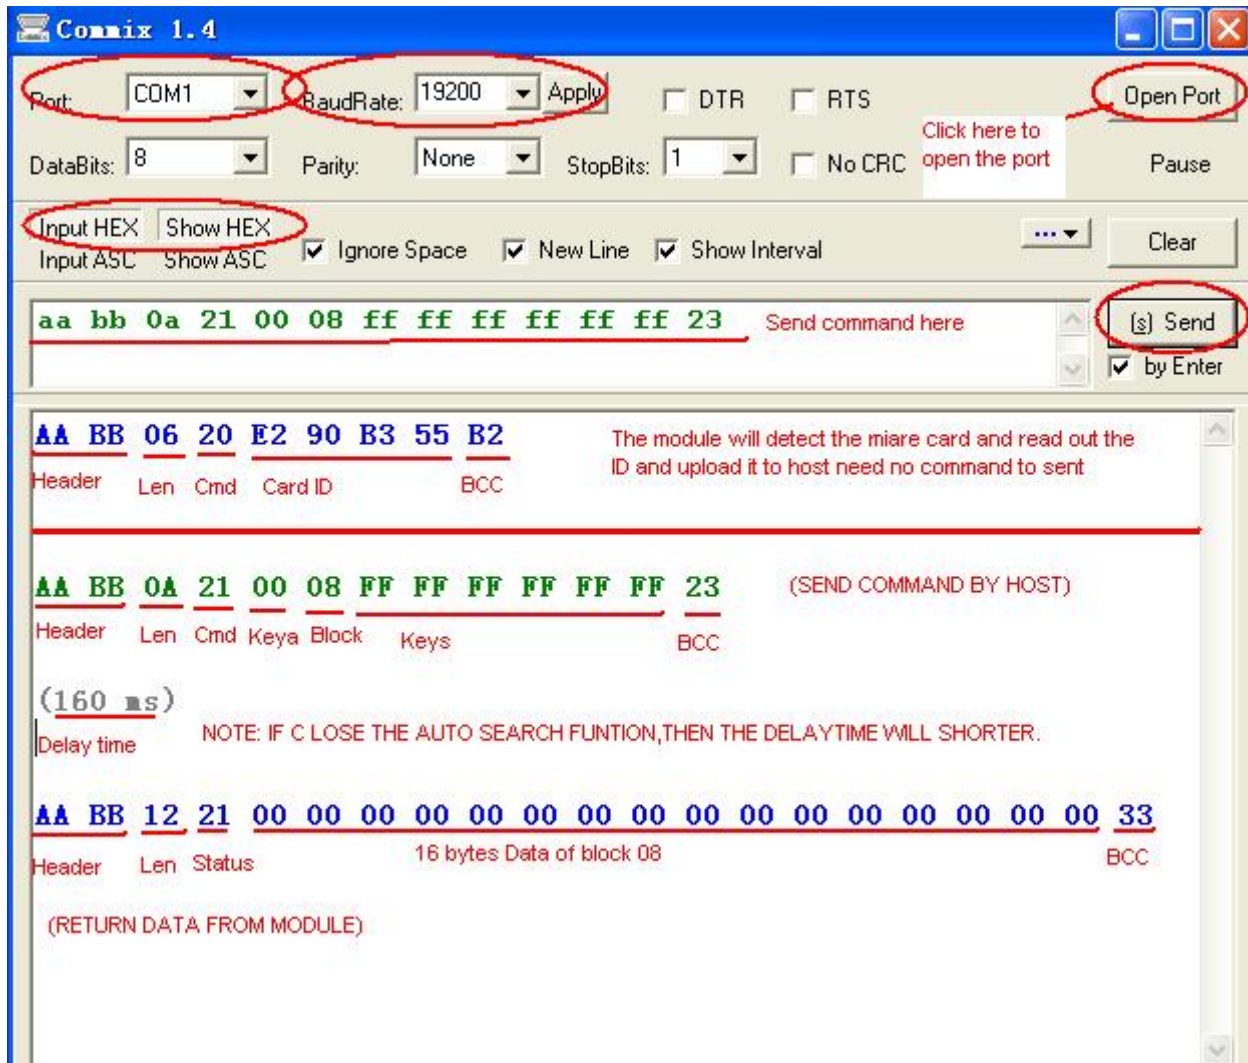 Commix 1.4
Port: COM1 BaudRate: 19200 Apply DTR RTS Open Port
Click here to
open the port
DataBits: 8 Parity: None StopBits: 1 No CRC Pause
Input HEX Show HEX
Input ASC Show ASC Ignore Space New Line Show Interval ... Clear
aa bb 0a 21 00 08 ff ff ff ff ff ff 23 Send command here (s) Send
by Enter
AA BB 06 20 E2 90 B3 55 B2 The module will detect the miare card and read out the
Header Len Cmd Card ID BCC ID and upload it to host need no command to sent
AA BB 0A 21 00 08 FF FF FF FF FF FF 23 (SEND COMMAND BY HOST)
Header Len Cmd Keya Block Keys BCC
(160 ms)
Delay time NOTE: IF C LOSE THE AUTO SEARCH FUNTION,THEN THE DELAYTIME WILL SHORTER.
AA BB 12 21 00 00 00 00 00 00 00 00 00 00 00 00 00 00 00 00 33
Header Len Status 16 bytes Data of block 08 BCC
(RETURN DATA FROM MODULE)